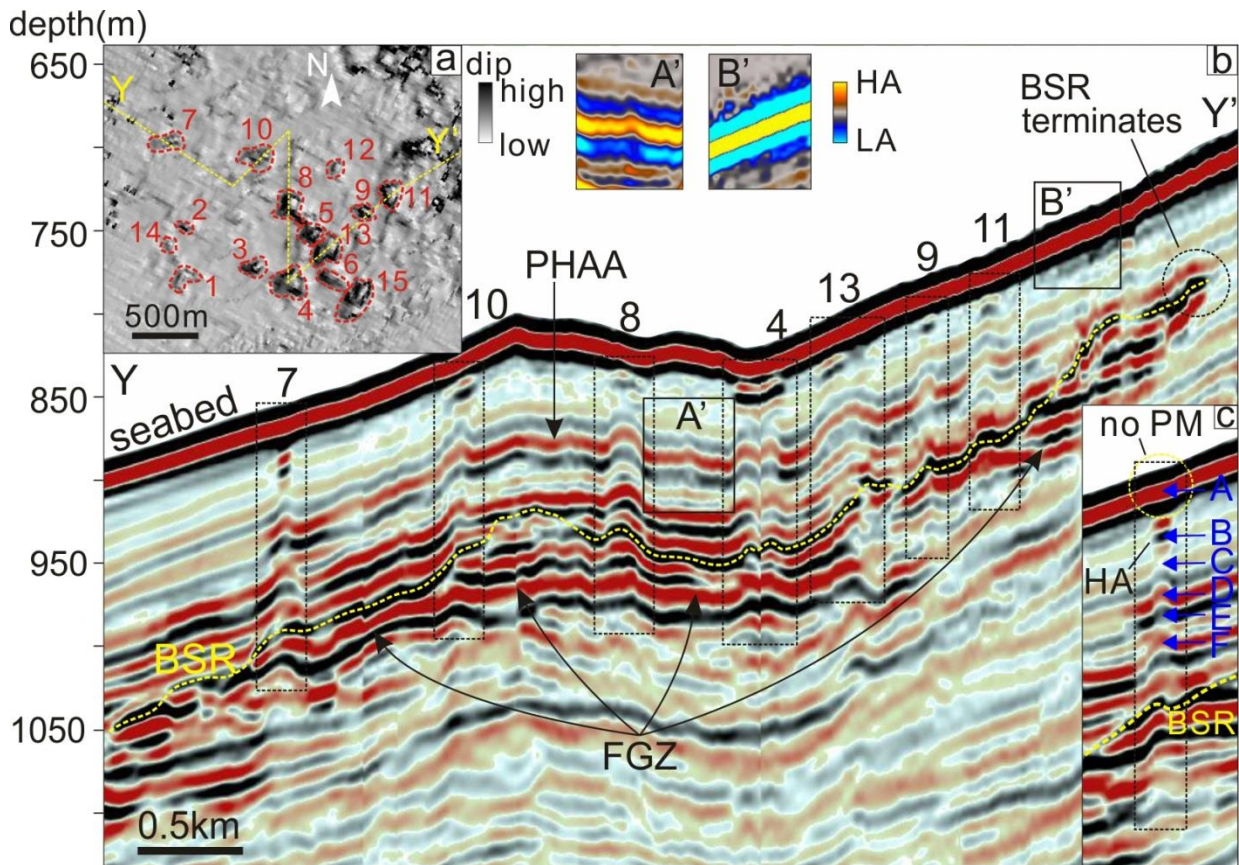 depth(m)
650
750
850
950
1050
a
N
Y
Y'
7
10
12
8
9
11
2
5
14
13
3
6
1
4
15
500m
dip
high
low
A'
B'
HA
LA
b
BSR
terminates
Y'
B'
PHAA
11
9
13
10
8
4
Y
7
A'
seabed
BSR
FGZ
0.5km
c
no PM
A
B
C
HA
D
E
F
BSR